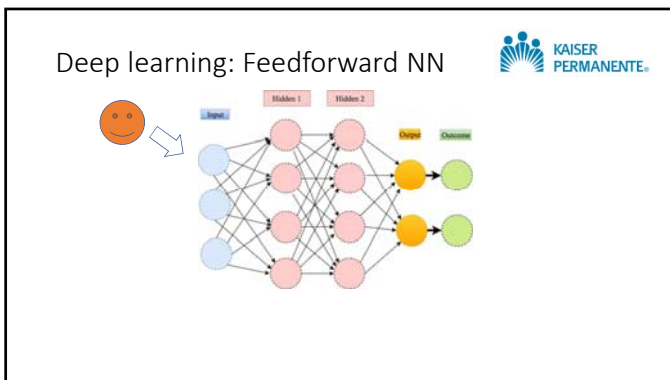 Deep learning: Feedforward NN
KAISER
PERMANENTE®
Hidden 1
Hidden 2
Input
Output
Outcome